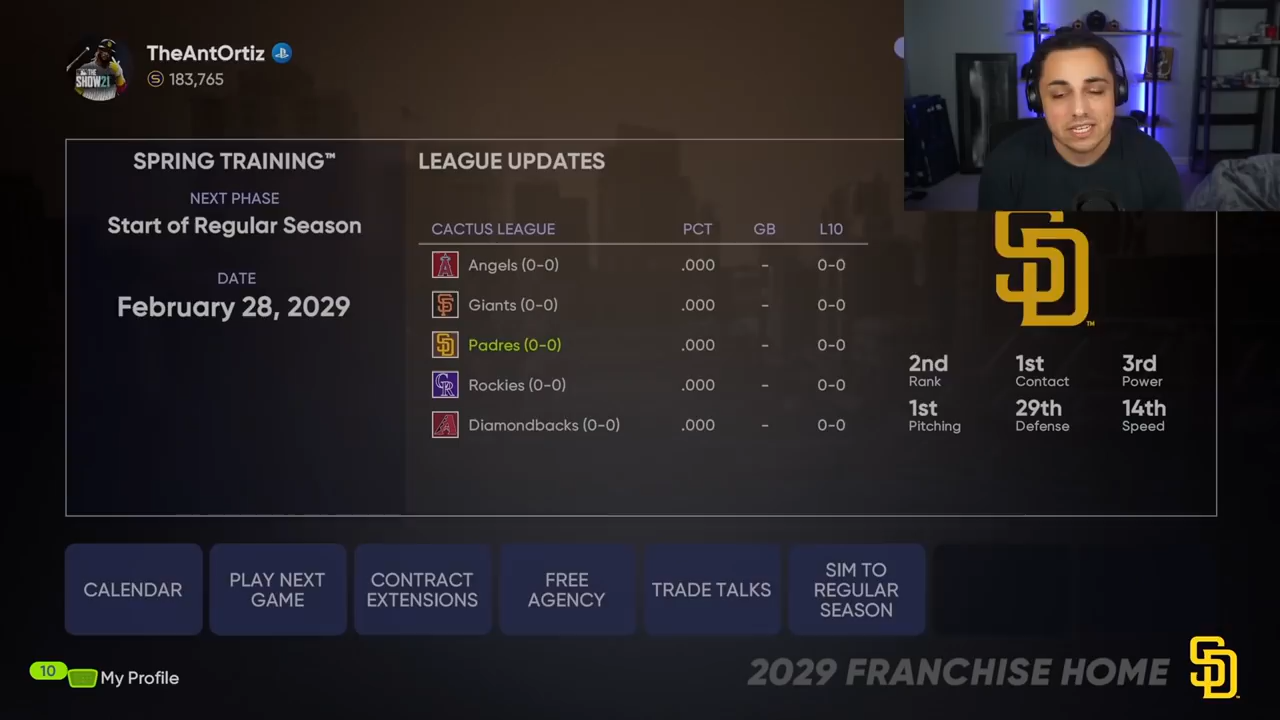 TheAntOrtiz
183,765
THE
SHOW21
SPRING TRAINING™
NEXT PHASE
Start of Regular Season
DATE
February 28, 2029
LEAGUE UPDATES
CACTUS LEAGUE PCT GB L10
Angels (0-0) .000 - 0-0
Giants (0-0) .000 - 0-0
Padres (0-0) .000 - 0-0
Rockies (0-0) .000 - 0-0
Diamondbacks (0-0) .000 - 0-0
SD™
2nd 1st 3rd
Rank Contact Power
1st 29th 14th
Pitching Defense Speed
CALENDAR
PLAY NEXT
GAME
CONTRACT
EXTENSIONS
FREE
AGENCY
TRADE TALKS
SIM TO
REGULAR
SEASON
10
My Profile
2029 FRANCHISE HOME
SD